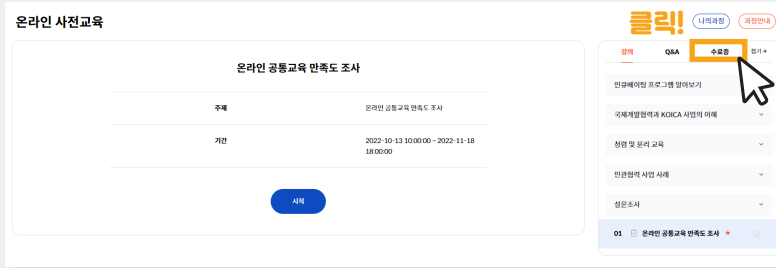 온라인 사전교육
클릭!
나의과정
과정안내
온라인 공통교육 만족도 조사
주제
온라인 공통교육 만족도 조사
기간
2022-10-13 10:00:00 ~ 2022-11-18
18:00:00
시작
강의
Q&A
수료증
접기
인큐베이팅 프로그램 알아보기
국제개발협력과 KOICA 사업의 이해
청렴 및 윤리 교육
민관협력 사업 사례
설문조사
01 온라인 공통교육 만족도 조사